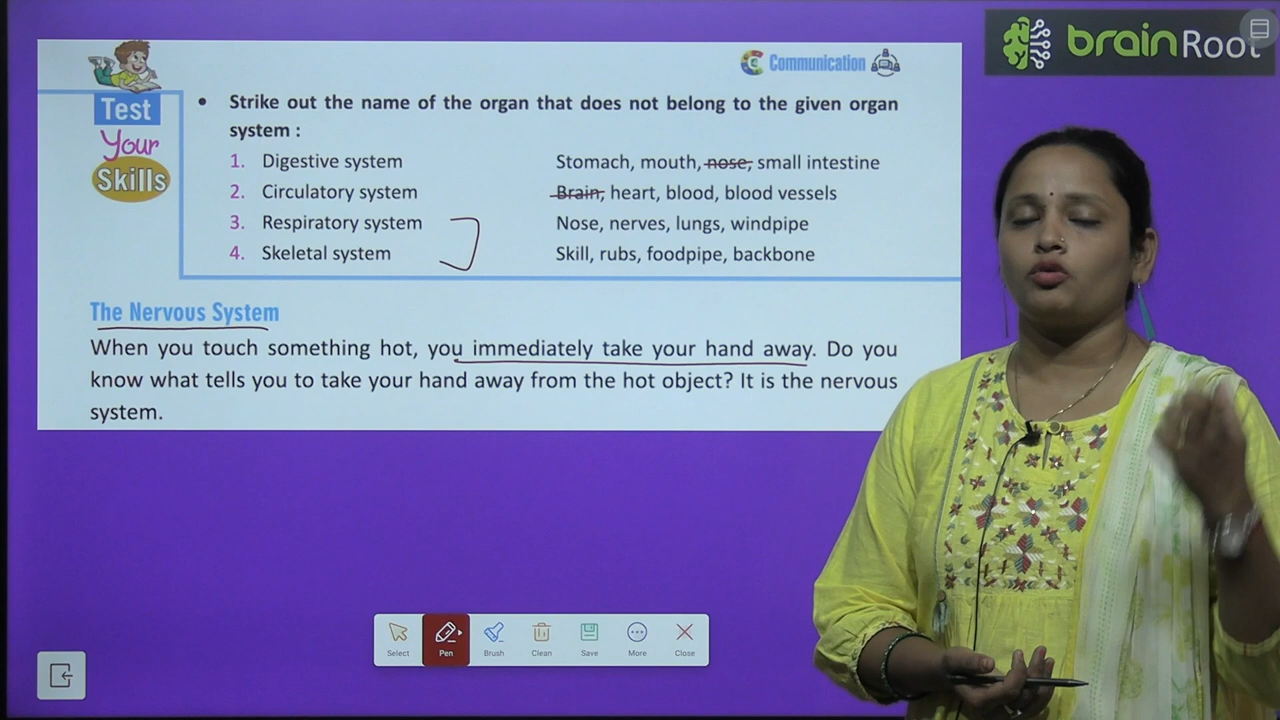 brainRoot
Communication
Test
Your
Skills
• Strike out the name of the organ that does not belong to the given organ
system :
1. Digestive system Stomach, mouth, nose, small intestine
2. Circulatory system Brain, heart, blood, blood vessels
3. Respiratory system Nose, nerves, lungs, windpipe
4. Skeletal system Skill, rubs, foodpipe, backbone
The Nervous System
When you touch something hot, you immediately take your hand away. Do you
know what tells you to take your hand away from the hot object? It is the nervous
system.
Select Pen Brush Clean Save More Close